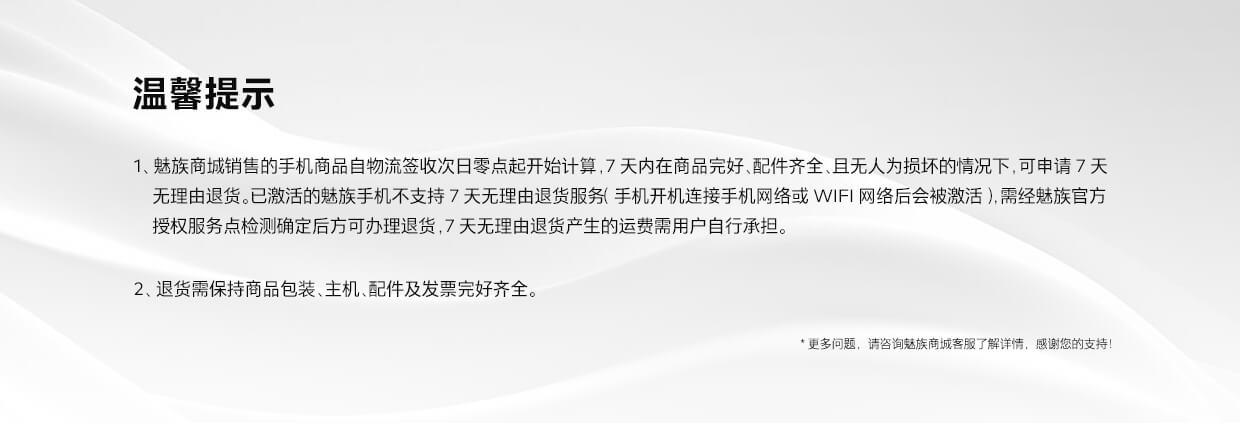 温馨提示
1、魅族商城销售的手机商品自物流签收次日零点起开始计算,7 天内在商品完好、配件齐全、且无人为损坏的情况下,可申请 7 天
无理由退货。已激活的魅族手机不支持 7 天无理由退货服务( 手机开机连接手机网络或 WIFI 网络后会被激活 ),需经魅族官方
授权服务点检测确定后方可办理退货,7 天无理由退货产生的运费需用户自行承担。
2、退货需保持商品包装、主机、配件及发票完好齐全。
* 更多问题，请咨询魅族商城客服了解详情，感谢您的支持！